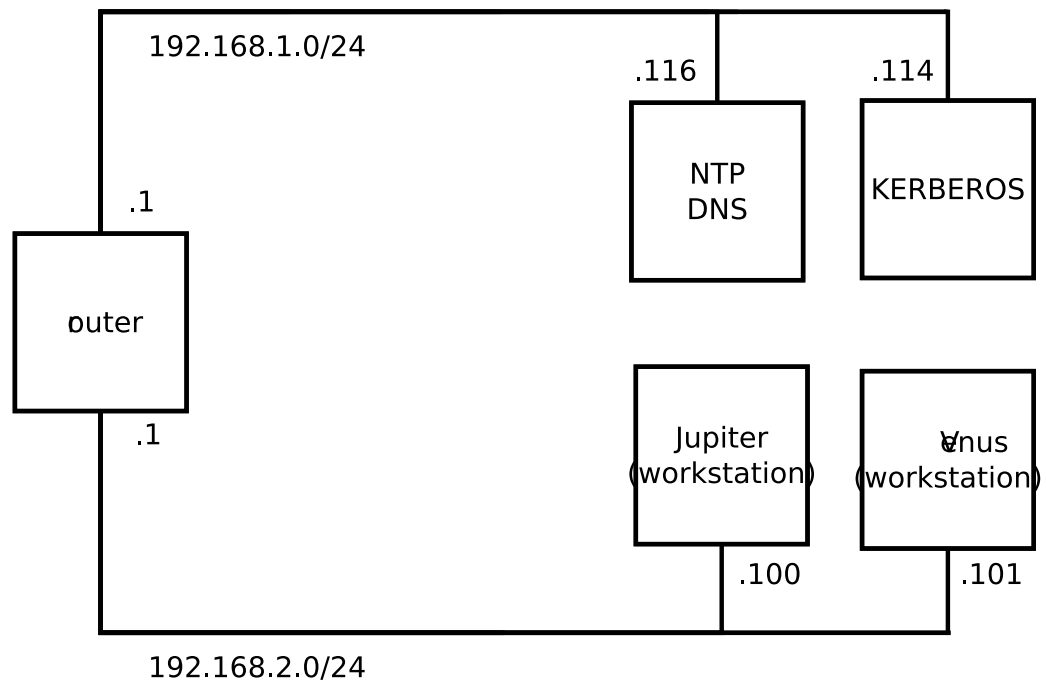 192.168.1.0/24
.116
.114
NTP
DNS
KERBEROS
.1
router
.1
Jupiter
(workstation)
Venus
(workstation)
.100
.101
192.168.2.0/24